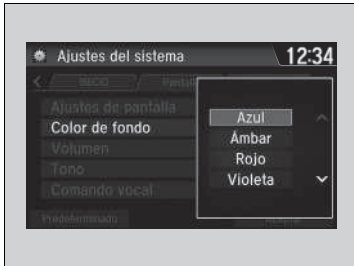 Ajustes del sistema
12:34
INICIO
Pantalla
Ajustes de pantalla
Color de fondo
Volumen
Tono
Comando vocal
Predeterminado
Azul
Ámbar
Rojo
Violeta